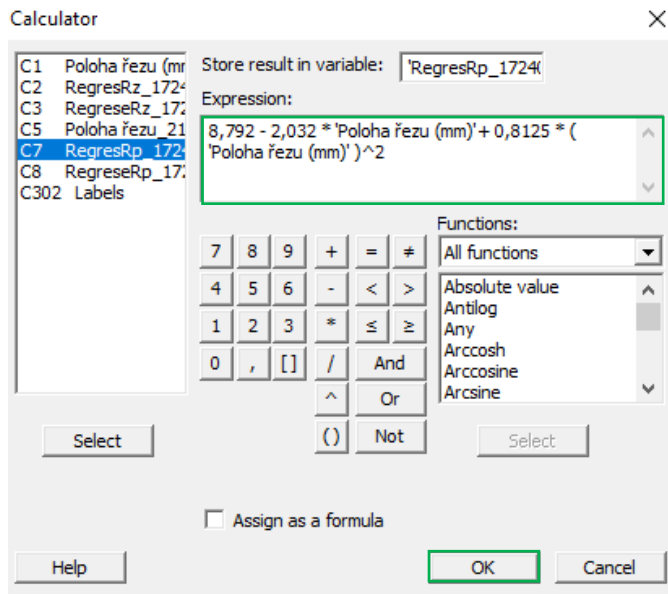 Calculator
C1 Poloha řezu (mr
C2 RegresRz_1724
C3 RegreseRz_172
C5 Poloha řezu_21
C7 RegresRp_1724
C8 RegreseRp_172
C302 Labels
Store result in variable: 'RegresRp_1724(
Expression:
8,792 - 2,032 * 'Poloha řezu (mm)'+ 0,8125 * (
'Poloha řezu (mm)' )^2
Functions:
All functions
Absolute value
Antilog
Any
Arccosh
Arccosine
Arcsine
7 8 9 + = ≠
4 5 6 - < >
1 2 3 * ≤ ≥
0 , [] / And
^ Or
() Not
Select
Select
Assign as a formula
Help OK Cancel